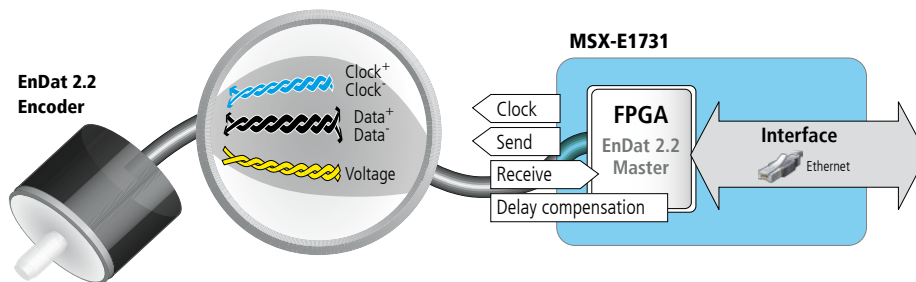 MSX-E1731
EnDat 2.2
Encoder
Clock+
Clock-
Data+
Data-
Voltage
Clock
Send
Receive
Delay compensation
FPGA
EnDat 2.2
Master
Interface
Ethernet